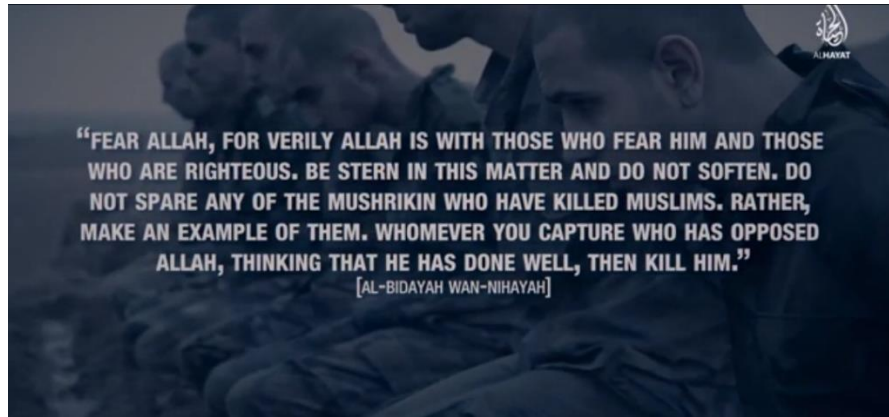 الحياة
ALHAYAT
“FEAR ALLAH, FOR VERILY ALLAH IS WITH THOSE WHO FEAR HIM AND THOSE
WHO ARE RIGHTEOUS. BE STERN IN THIS MATTER AND DO NOT SOFTEN. DO
NOT SPARE ANY OF THE MUSHRIKIN WHO HAVE KILLED MUSLIMS. RATHER,
MAKE AN EXAMPLE OF THEM. WHOMEVER YOU CAPTURE WHO HAS OPPOSED
ALLAH, THINKING THAT HE HAS DONE WELL, THEN KILL HIM.”
[AL-BIDAYAH WAN-NIHAYAH]